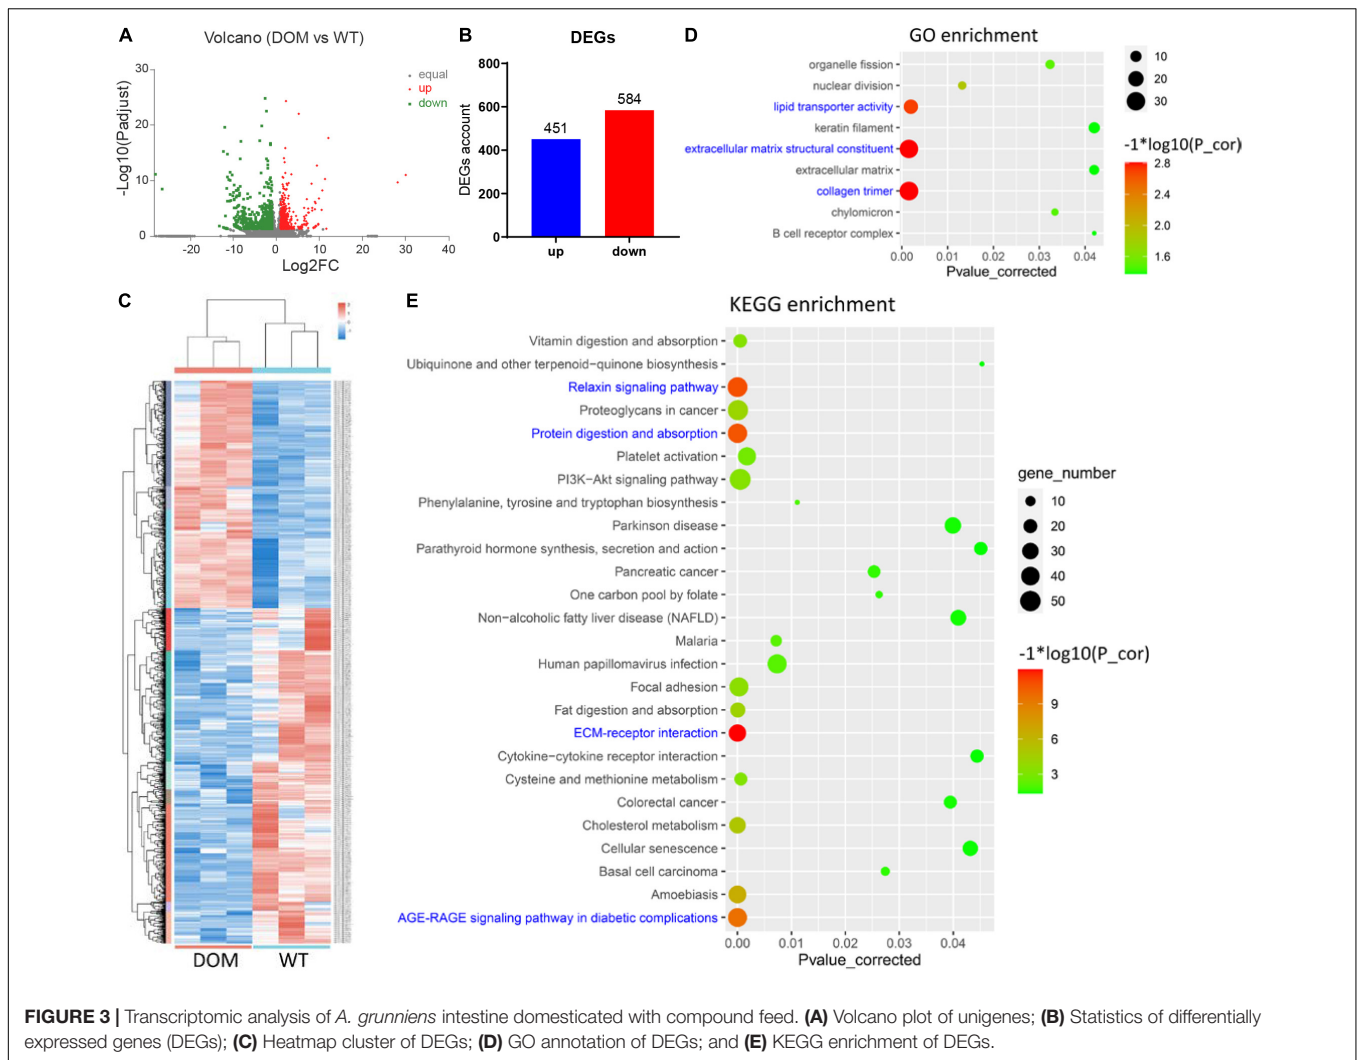 A
Volcano (DOM vs WT)
equal
up
down
-Log10(Padjust)
30
20
10
0
-20
-10
0
10
20
30
40
Log2FC
B
DEGs
DEGs account
800
600
400
200
0
451
584
up
down
D
GO enrichment
organelle fission
nuclear division
lipid transporter activity
keratin filament
extracellular matrix structural constituent
extracellular matrix
collagen trimer
chylomicron
B cell receptor complex
0.00
0.01
0.02
0.03
0.04
Pvalue_corrected
10
20
30
-1*log10(P_cor)
2.8
2.4
2.0
1.6
C
DOM
WT
E
KEGG enrichment
Vitamin digestion and absorption
Ubiquinone and other terpenoid−quinone biosynthesis
Relaxin signaling pathway
Proteoglycans in cancer
Protein digestion and absorption
Platelet activation
PI3K−Akt signaling pathway
Phenylalanine, tyrosine and tryptophan biosynthesis
Parkinson disease
Parathyroid hormone synthesis, secretion and action
Pancreatic cancer
One carbon pool by folate
Non−alcoholic fatty liver disease (NAFLD)
Malaria
Human papillomavirus infection
Focal adhesion
Fat digestion and absorption
ECM-receptor interaction
Cytokine−cytokine receptor interaction
Cysteine and methionine metabolism
Colorectal cancer
Cholesterol metabolism
Cellular senescence
Basal cell carcinoma
Amoebiasis
AGE-RAGE signaling pathway in diabetic complications
0.00
0.01
0.02
0.03
0.04
Pvalue_corrected
gene_number
10
20
30
40
50
-1*log10(P_cor)
9
6
3
FIGURE 3 | Transcriptomic analysis of A. grunniens intestine domesticated with compound feed. (A) Volcano plot of unigenes; (B) Statistics of differentially
expressed genes (DEGs); (C) Heatmap cluster of DEGs; (D) GO annotation of DEGs; and (E) KEGG enrichment of DEGs.